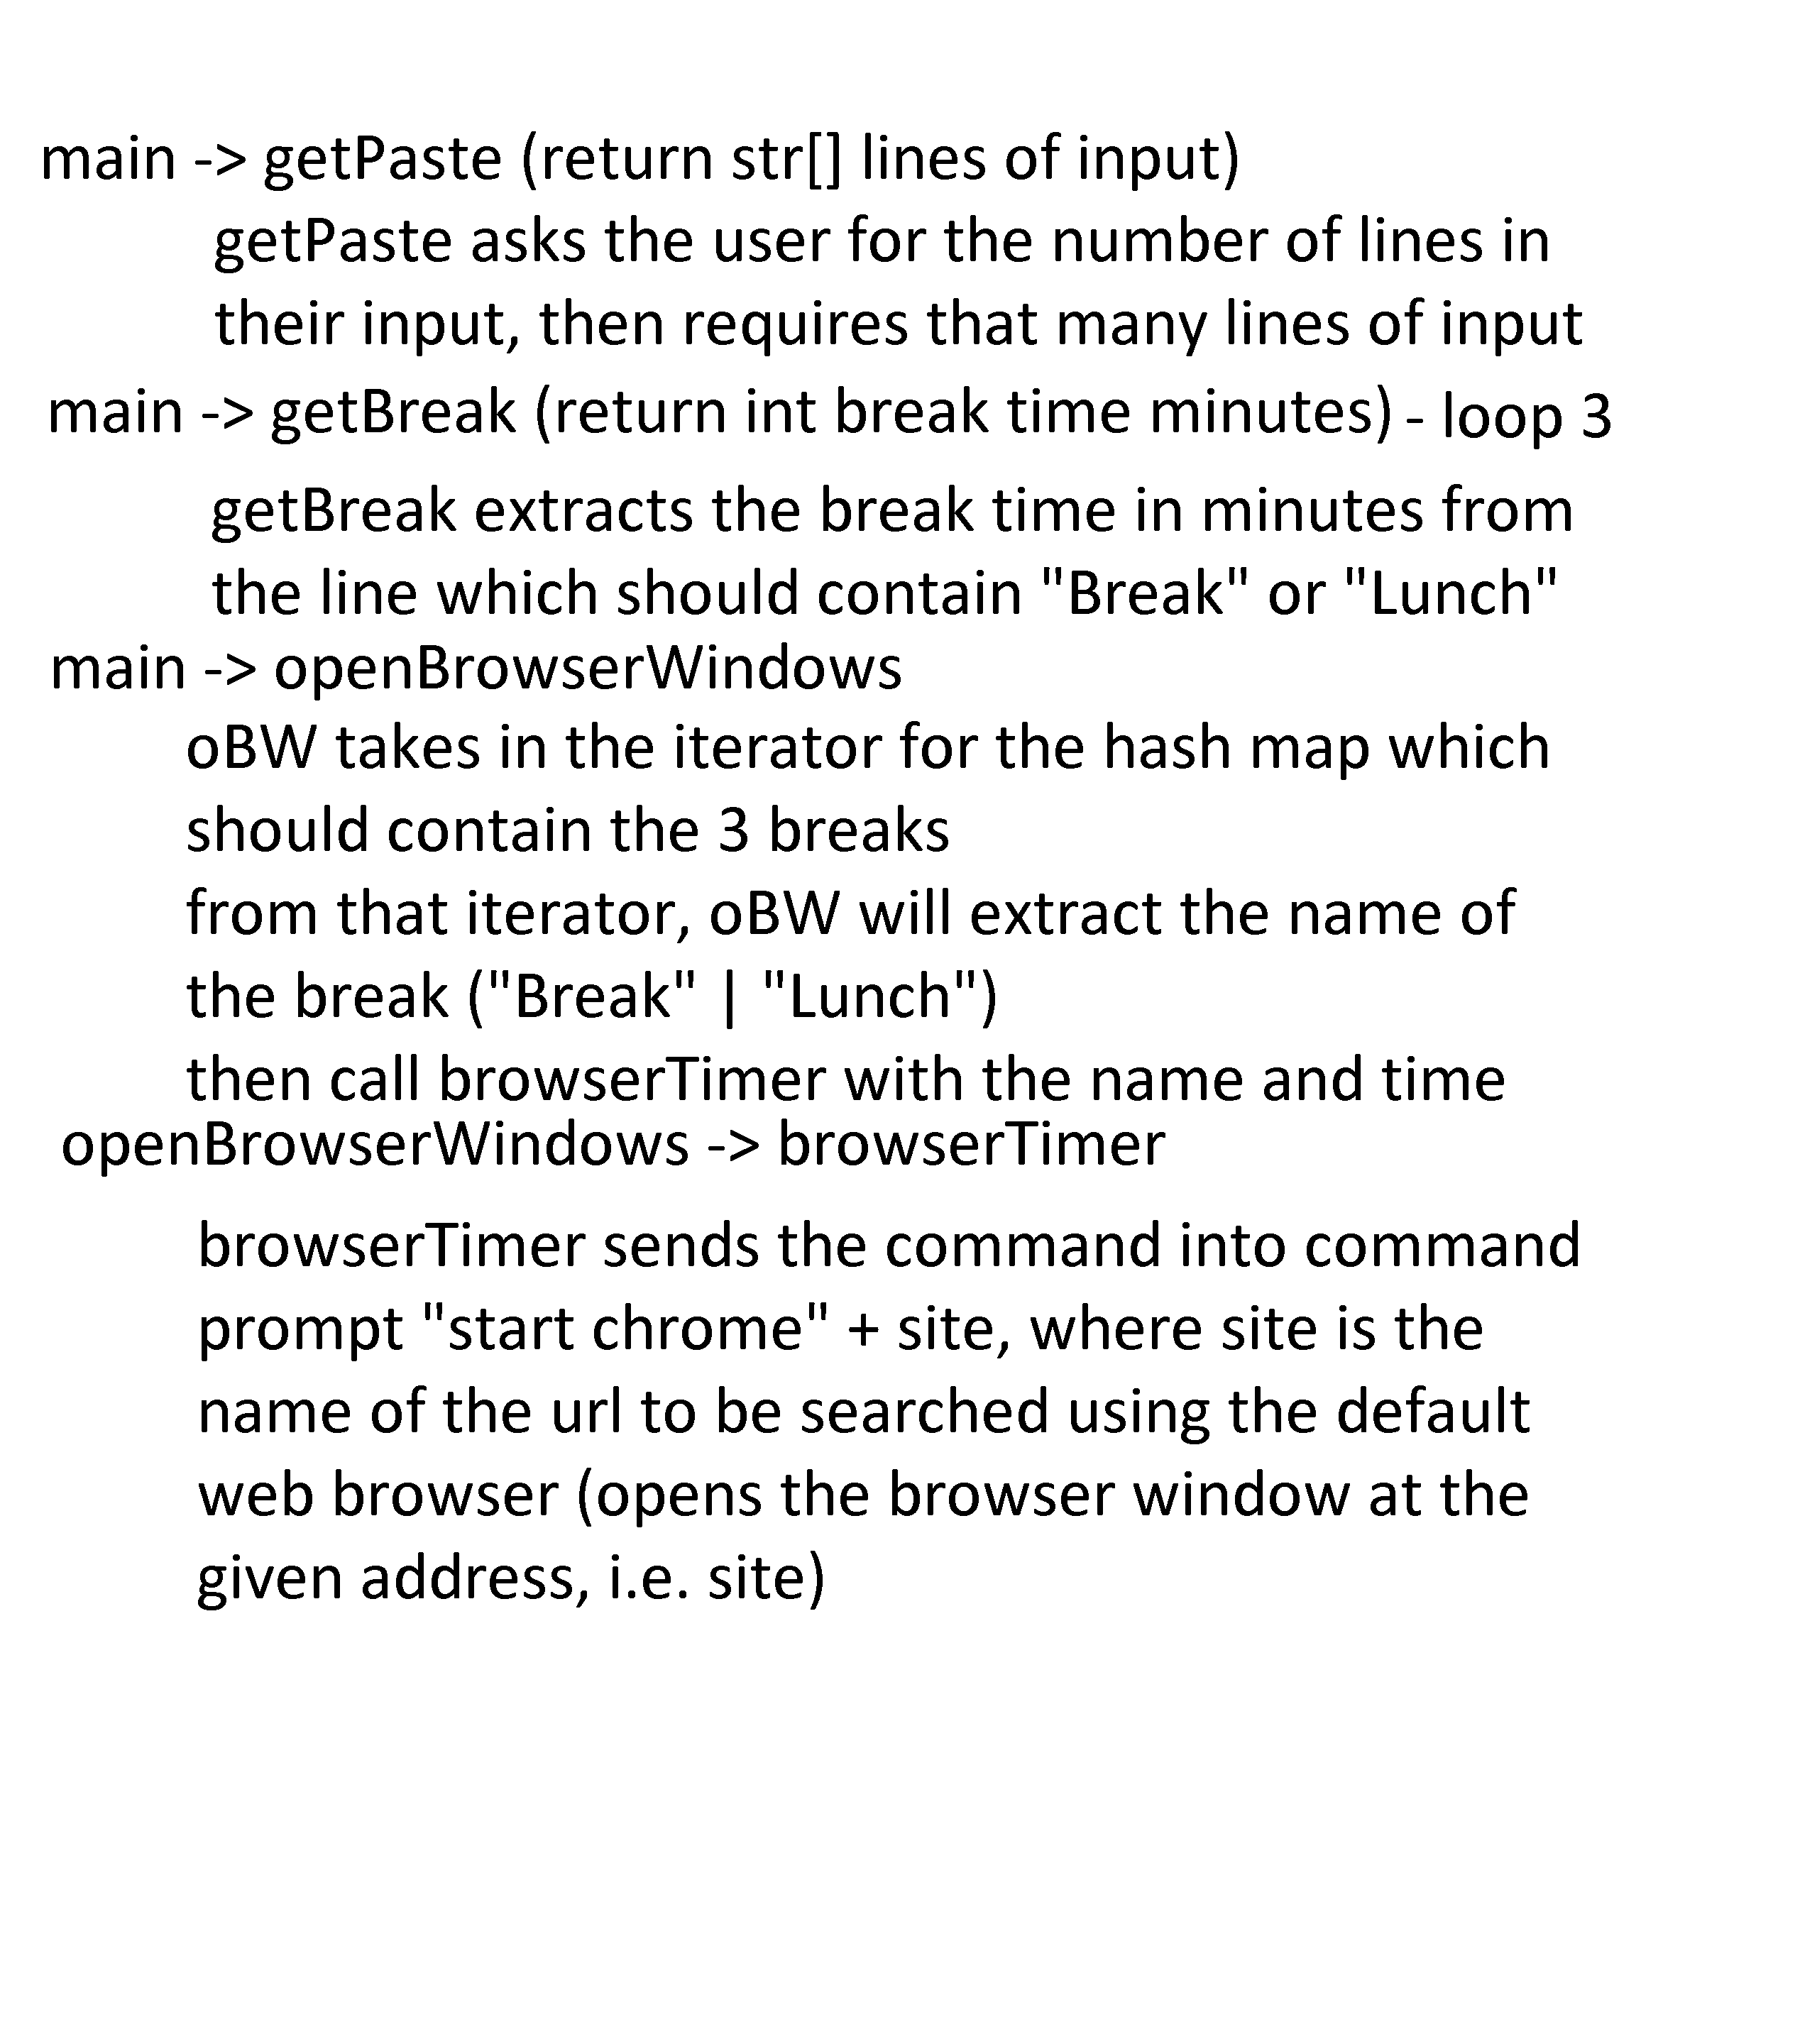 main -> getPaste (return str[] lines of input)
getPaste asks the user for the number of lines in
their input, then requires that many lines of input
main -> getBreak (return int break time minutes) - loop 3
getBreak extracts the break time in minutes from
the line which should contain "Break" or "Lunch"
main -> openBrowserWindows
oBW takes in the iterator for the hash map which
should contain the 3 breaks
from that iterator, oBW will extract the name of
the break ("Break" | "Lunch")
then call browserTimer with the name and time
openBrowserWindows -> browserTimer
browserTimer sends the command into command
prompt "start chrome" + site, where site is the
name of the url to be searched using the default
web browser (opens the browser window at the
given address, i.e. site)